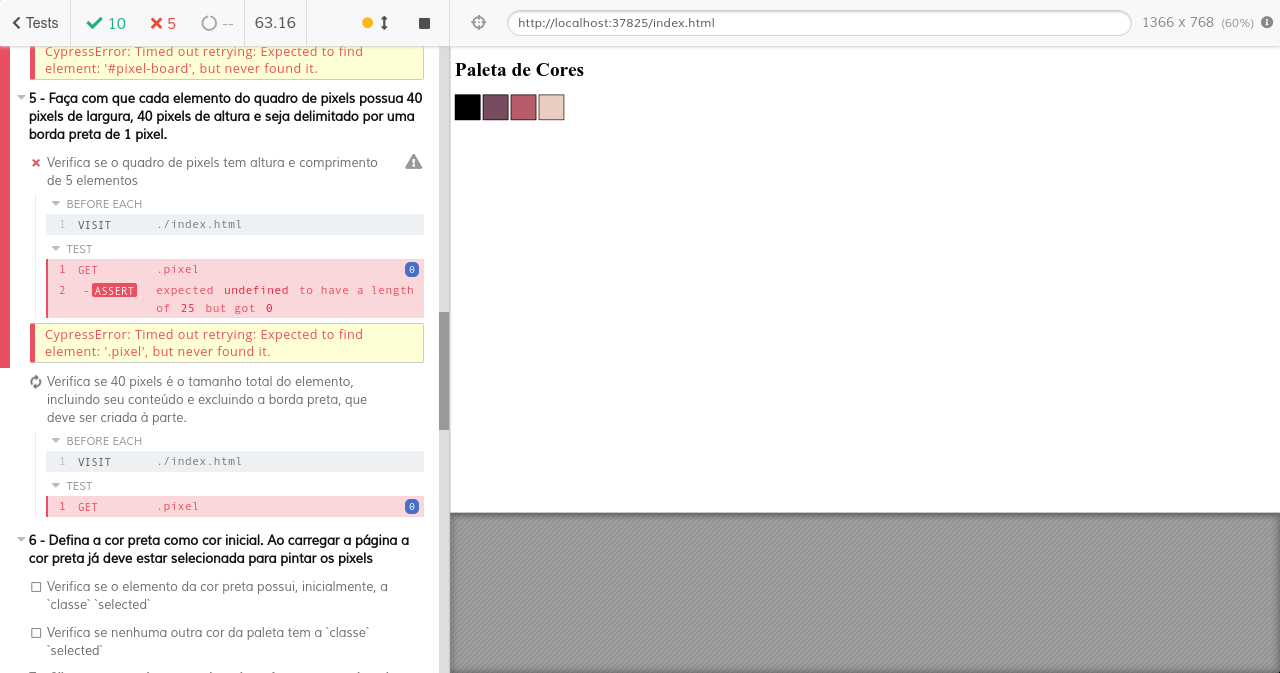 Tests
10
5
--
63.16
http://localhost:37825/index.html
1366 x 768 (60%)
CypressError: Timed out retrying: Expected to find
element: '#pixel-board', but never found it.
5 - Faça com que cada elemento do quadro de pixels possua 40
pixels de largura, 40 pixels de altura e seja delimitado por uma
borda preta de 1 pixel.
Verifica se o quadro de pixels tem altura e comprimento
de 5 elementos
BEFORE EACH
1 VISIT ./index.html
TEST
1 GET .pixel 0
2 -ASSERT expected undefined to have a length
of 25 but got 0
CypressError: Timed out retrying: Expected to find
element: '.pixel', but never found it.
Verifica se 40 pixels é o tamanho total do elemento,
incluindo seu conteúdo e excluindo a borda preta, que
deve ser criada à parte.
BEFORE EACH
1 VISIT ./index.html
TEST
1 GET .pixel 0
6 - Defina a cor preta como cor inicial. Ao carregar a página a
cor preta já deve estar selecionada para pintar os pixels
Verifica se o elemento da cor preta possui, inicialmente, a
`classe` `selected`
Verifica se nenhuma outra cor da paleta tem a `classe`
`selected`
Paleta de Cores